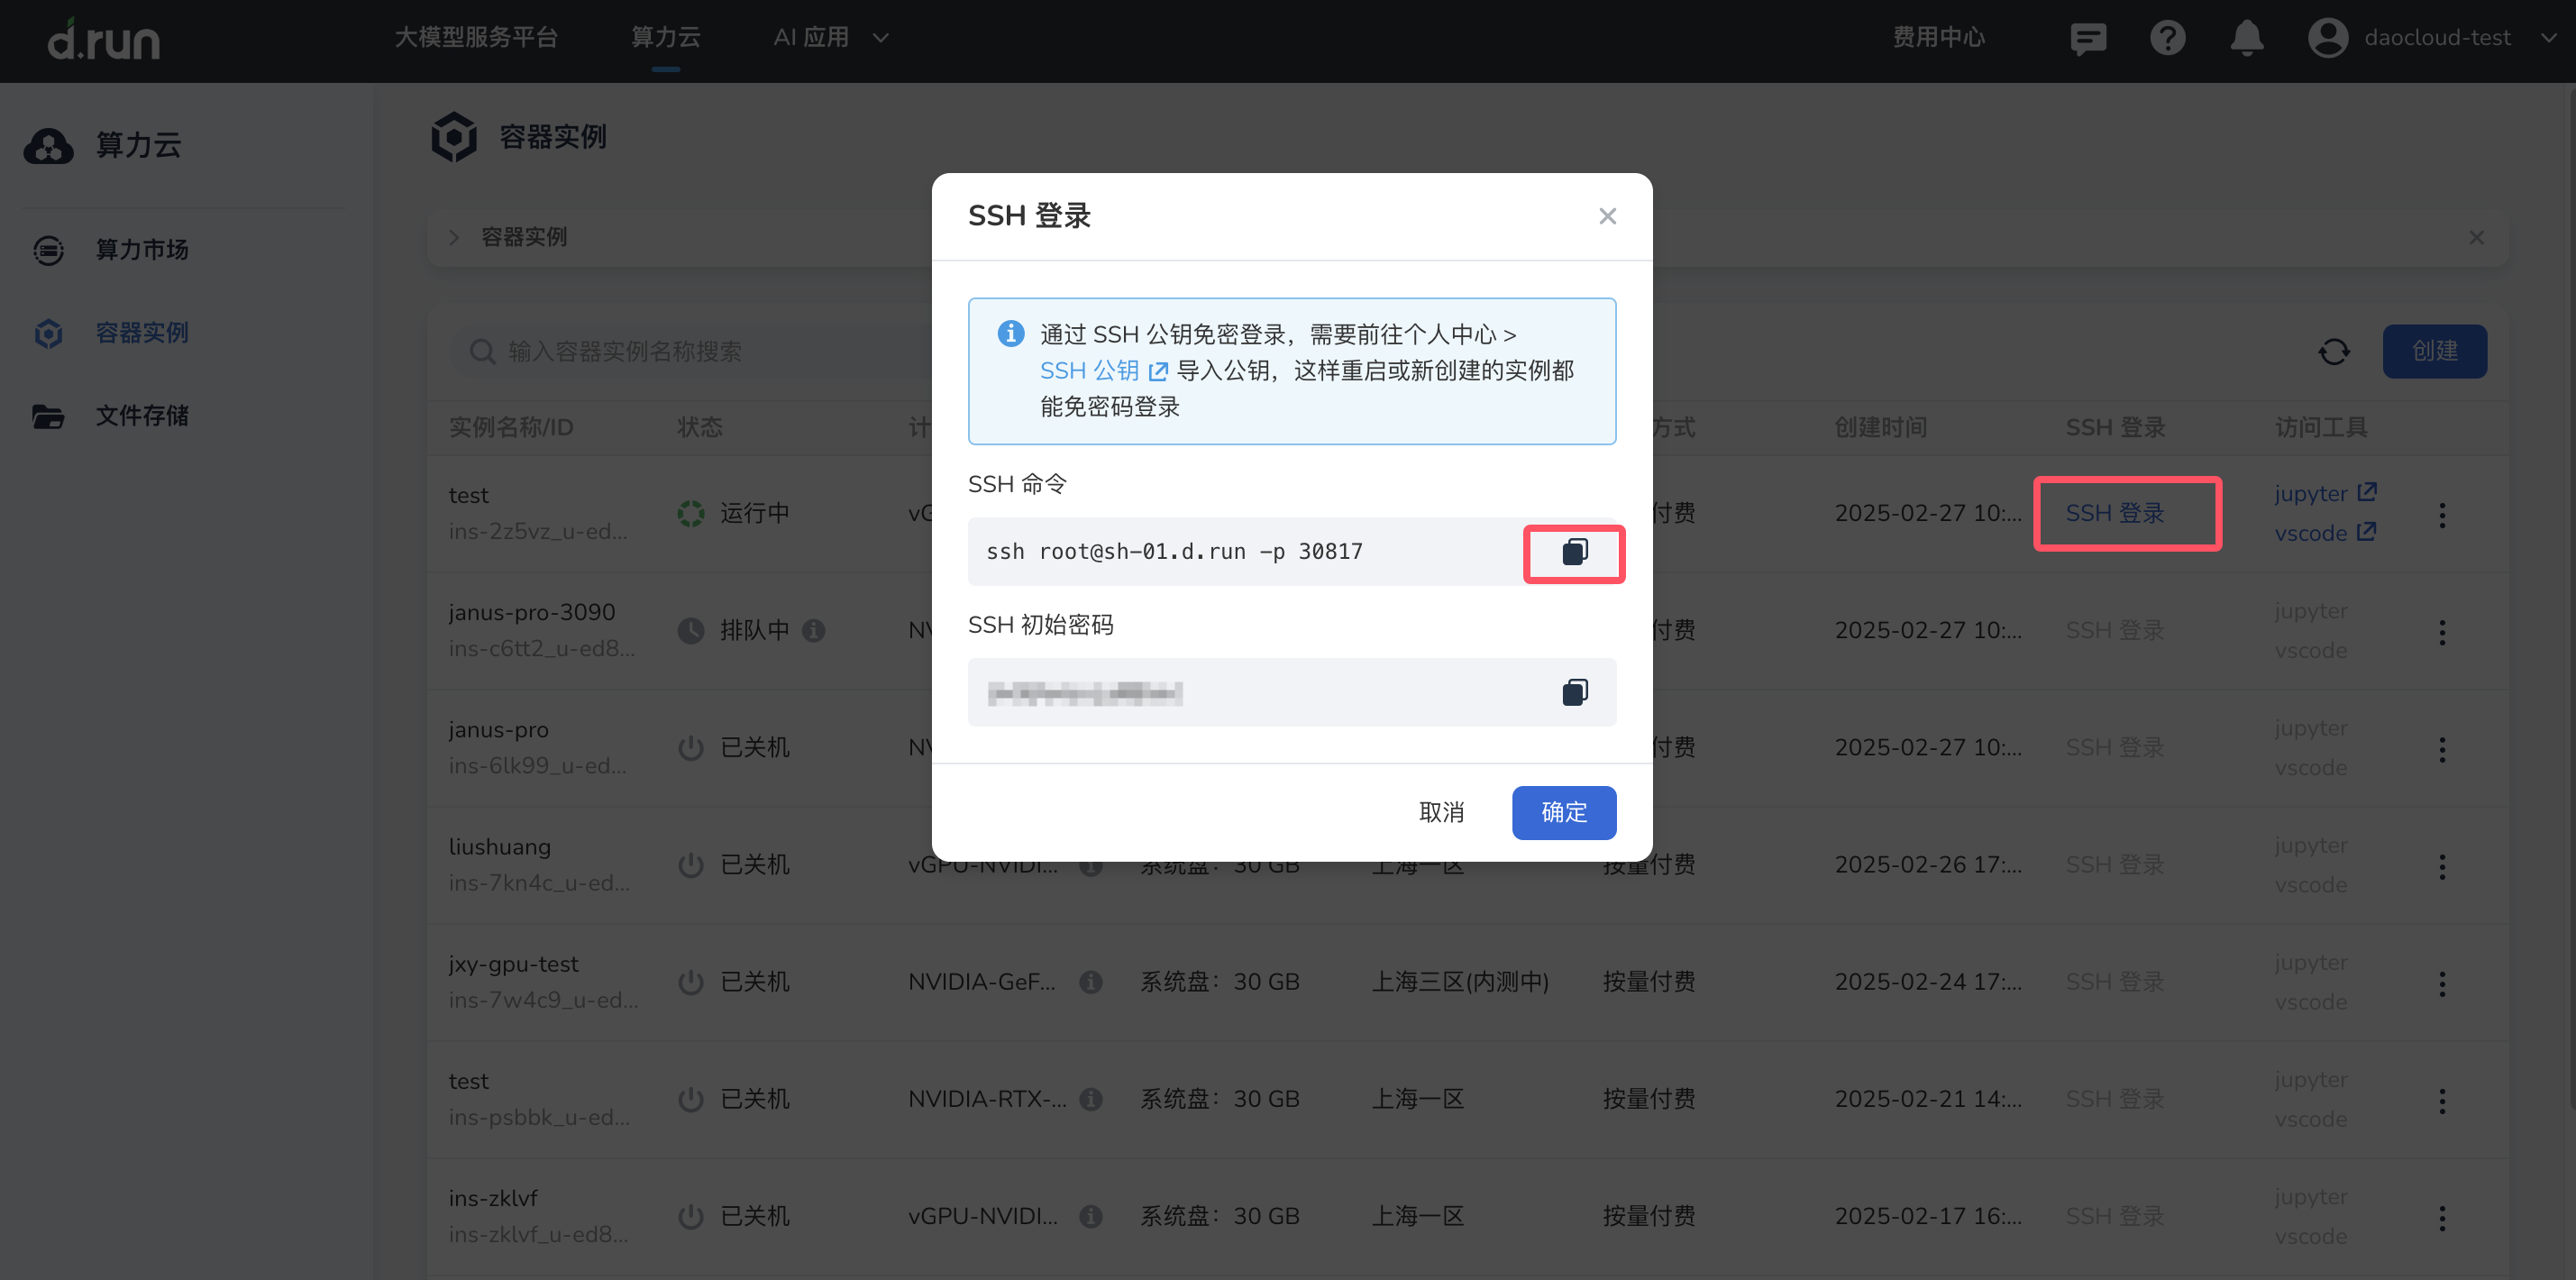 d.run
大模型服务平台
算力云
AI 应用
费用中心
daocloud-test
算力云
算力市场
容器实例
文件存储
容器实例
容器实例
输入容器实例名称搜索
创建
实例名称/ID 状态 计 方式 创建时间 SSH 登录 访问工具
test
ins-2z5vz_u-ed...
运行中
vG
付费
2025-02-27 10:...
SSH 登录
jupyter
vscode
janus-pro-3090
ins-c6tt2_u-ed8...
排队中
NV
付费
2025-02-27 10:...
SSH 登录
jupyter
vscode
janus-pro
ins-6lk99_u-ed...
已关机
NV
付费
2025-02-27 10:...
SSH 登录
jupyter
vscode
liushuang
ins-7kn4c_u-ed...
已关机
vGPU-NVIDI...
系统盘：30 GB
上海一区
按量付费
2025-02-26 17:...
SSH 登录
jupyter
vscode
jxy-gpu-test
ins-7w4c9_u-ed...
已关机
NVIDIA-GeF...
系统盘：30 GB
上海三区(内测中)
按量付费
2025-02-24 17:...
SSH 登录
jupyter
vscode
test
ins-psbbk_u-ed...
已关机
NVIDIA-RTX-...
系统盘：30 GB
上海一区
按量付费
2025-02-21 14:...
SSH 登录
jupyter
vscode
ins-zklvf
ins-zklvf_u-ed8...
已关机
vGPU-NVIDI...
系统盘：30 GB
上海一区
按量付费
2025-02-17 16:...
SSH 登录
jupyter
vscode
SSH 登录
通过 SSH 公钥免密登录，需要前往个人中心 >
SSH 公钥 导入公钥，这样重启或新创建的实例都
能免密码登录
SSH 命令
ssh root@sh-01.d.run -p 30817
SSH 初始密码
取消
确定